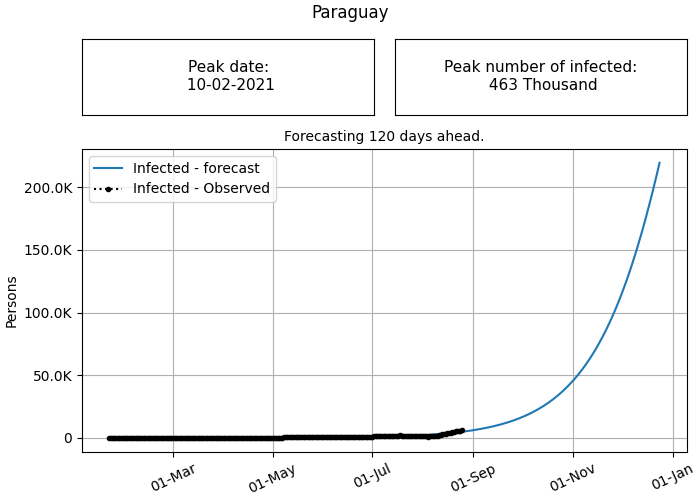 Paraguay
Peak date:
10-02-2021
Peak number of infected:
463 Thousand
Forecasting 120 days ahead.
Infected - forecast
Infected - Observed
200.0K
150.0K
100.0K
50.0K
0
Persons
01-Mar
01-May
01-Jul
01-Sep
01-Nov
01-Jan